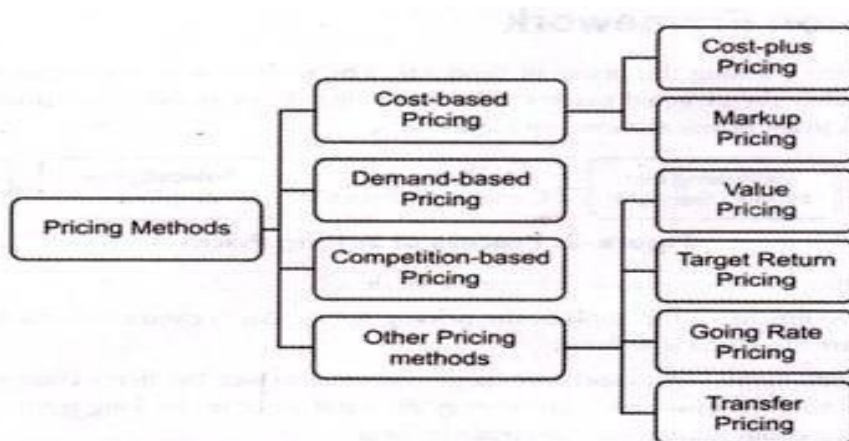 Cost-plus
Pricing
Cost-based
Pricing
Markup
Pricing
Demand-based
Pricing
Value
Pricing
Pricing Methods
Competition-based
Pricing
Target Return
Pricing
Other Pricing
methods
Going Rate
Pricing
Transfer
Pricing